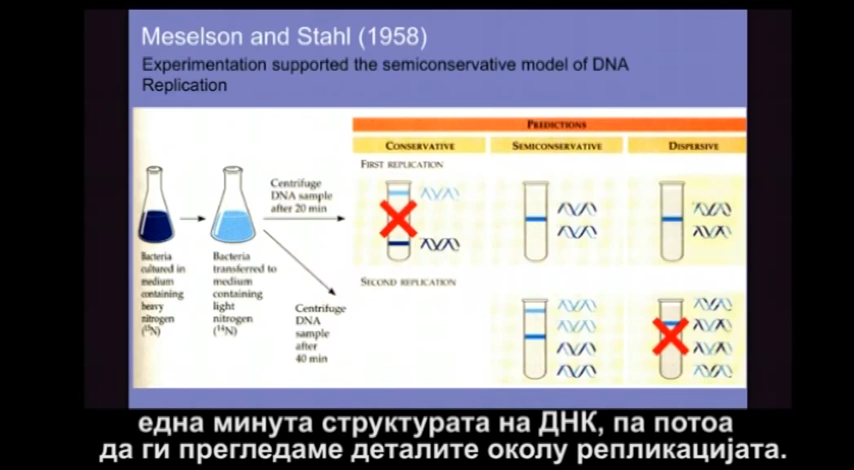 Meselson and Stahl (1958)
Experimentation supported the semiconservative model of DNA
Replication
PREDICTIONS
CONSERVATIVE
SEMICONSERVATIVE
DISPERSIVE
FIRST REPLICATION
Centrifuge
DNA sample
after 20 min
Bacteria
cultured in
medium
containing
heavy
nitrogen
(¹⁵N)
Bacteria
transferred to
medium
containing
light
nitrogen
(¹⁴N)
SECOND REPLICATION
Centrifuge
DNA
sample
after
40 min
една минута структурата на ДНК, па потоа
да ги прегледаме деталите околу репликацијата.